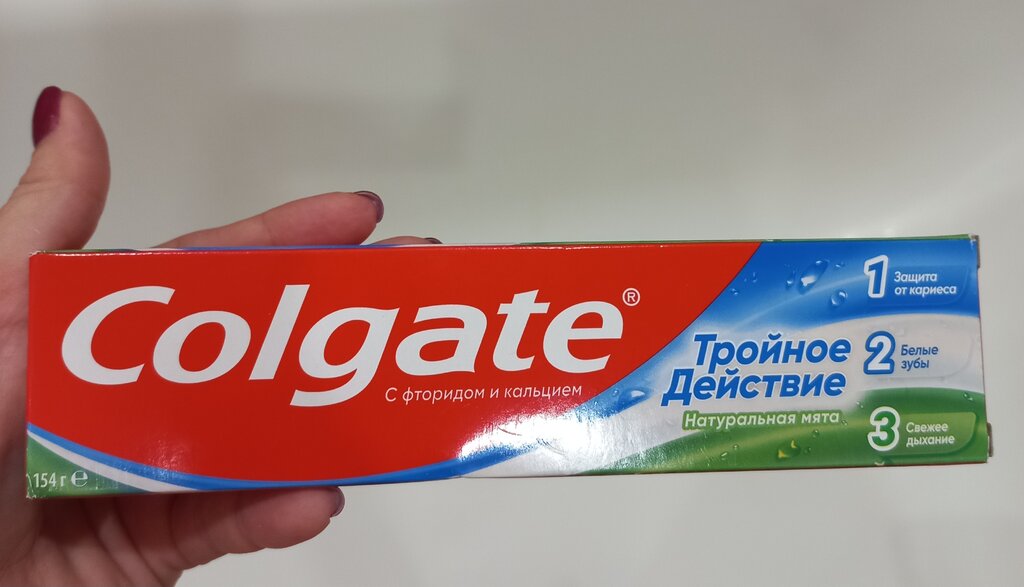 Colgate®
С фторидом и кальцием
Тройное
Действие
Натуральная мята
1 Защита
от кариеса
2 Белые
зубы
3 Свежее
дыхание
154 г ℮